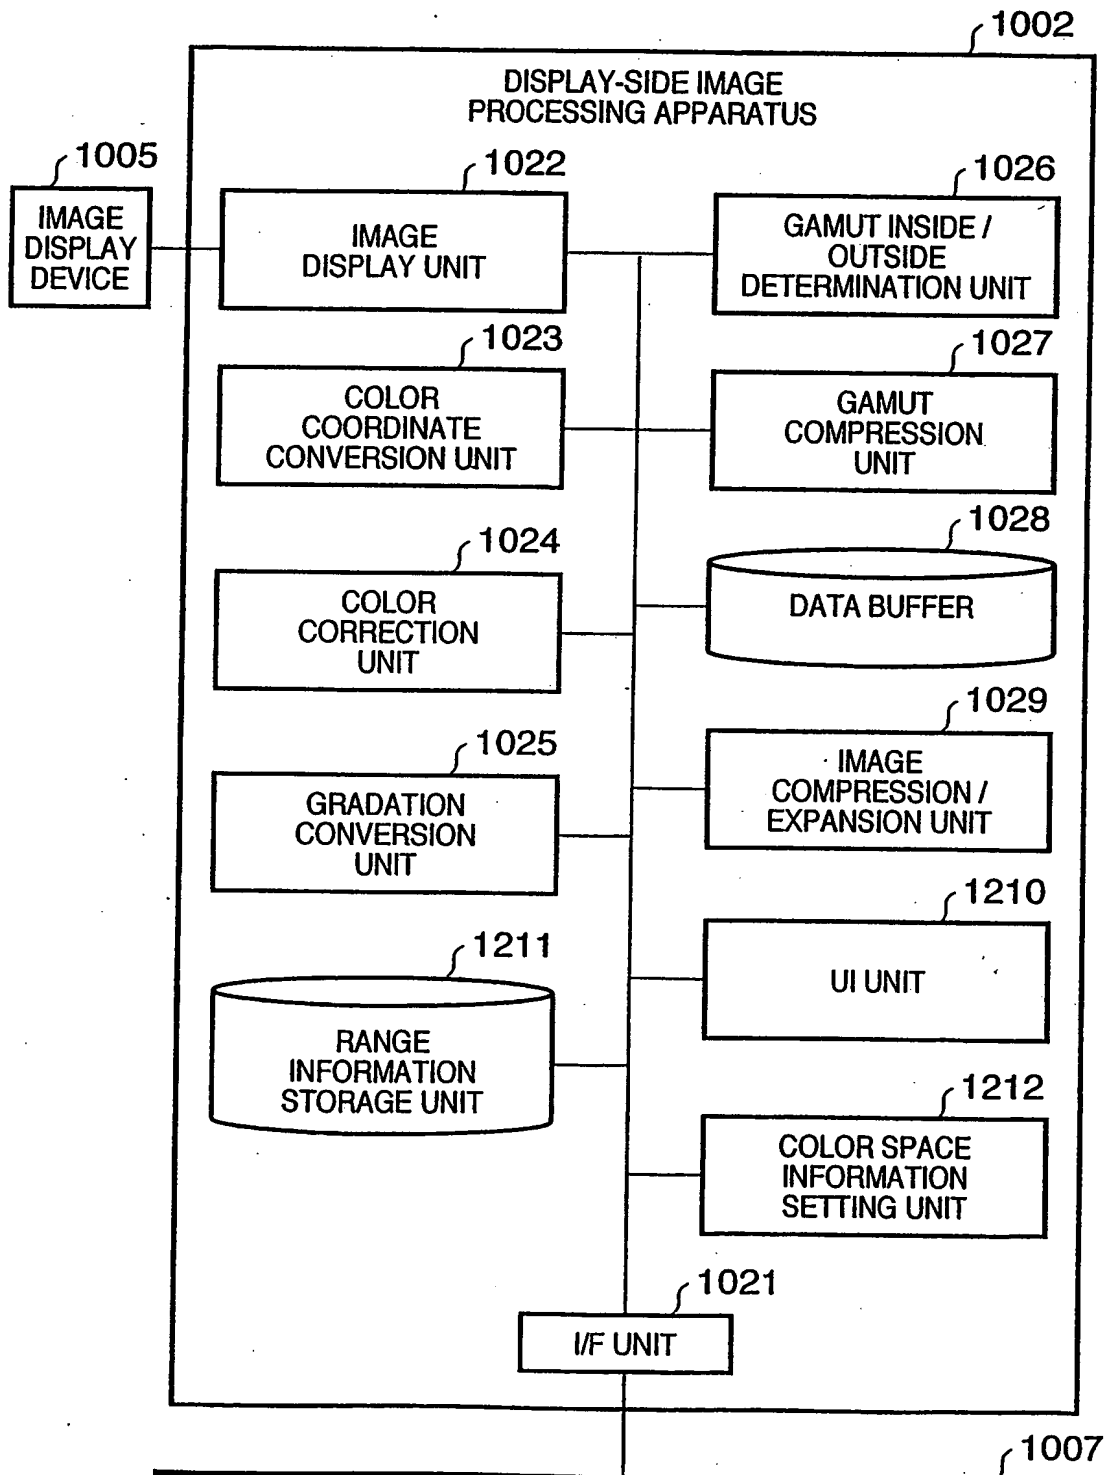 1002
DISPLAY-SIDE IMAGE
PROCESSING APPARATUS
1005
IMAGE
DISPLAY
DEVICE
1022
IMAGE
DISPLAY UNIT
1026
GAMUT INSIDE /
OUTSIDE
DETERMINATION UNIT
1023
COLOR
COORDINATE
CONVERSION UNIT
1027
GAMUT
COMPRESSION
UNIT
1024
COLOR
CORRECTION
UNIT
1028
DATA BUFFER
1025
GRADATION
CONVERSION
UNIT
1029
IMAGE
COMPRESSION /
EXPANSION UNIT
1211
RANGE
INFORMATION
STORAGE UNIT
1210
UI UNIT
1212
COLOR SPACE
INFORMATION
SETTING UNIT
1021
I/F UNIT
1007